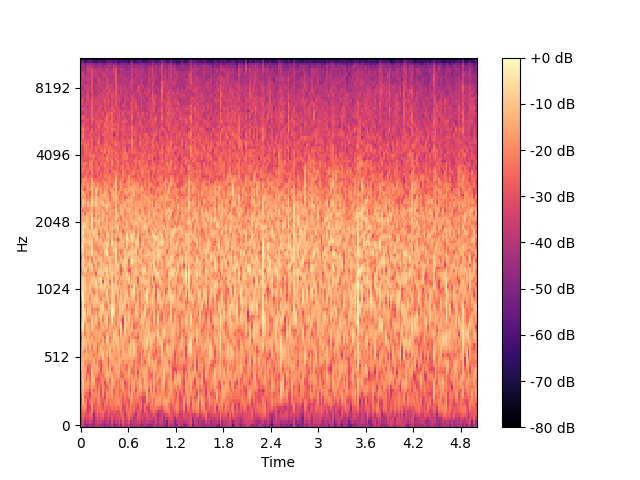 8192
4096
2048
1024
512
0
Hz
0 0.6 1.2 1.8 2.4 3 3.6 4.2 4.8
Time
+0 dB
-10 dB
-20 dB
-30 dB
-40 dB
-50 dB
-60 dB
-70 dB
-80 dB